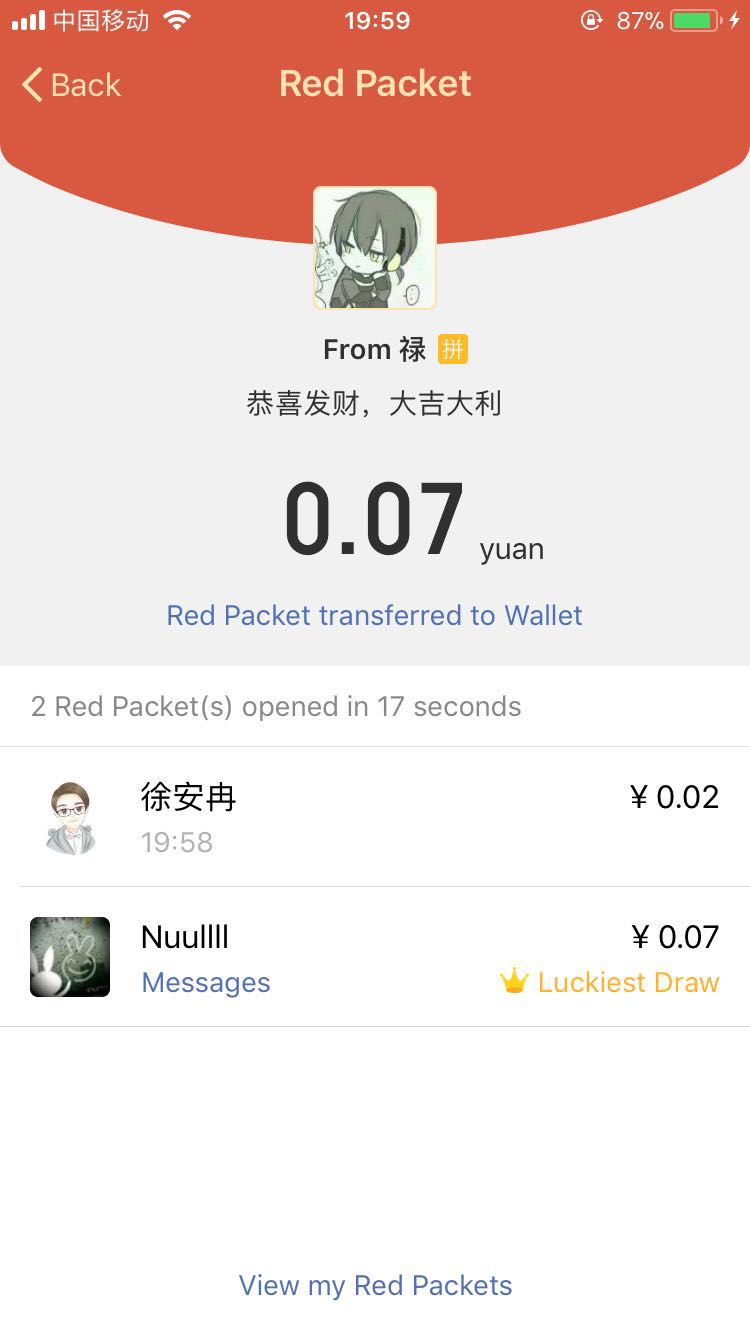 中国移动 19:59 87%
Back Red Packet
From 禄 拼
恭喜发财，大吉大利
0.07 yuan
Red Packet transferred to Wallet
2 Red Packet(s) opened in 17 seconds
徐安冉 ¥ 0.02
19:58
Nuullll ¥ 0.07
Messages Luckiest Draw
View my Red Packets